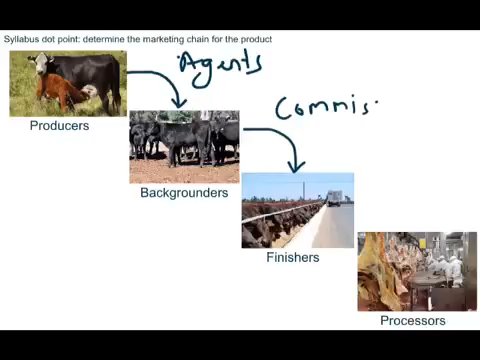 Syllabus dot point: determine the marketing chain for the product
Agents
Producers
Commis
Backgrounders
Finishers
Processors